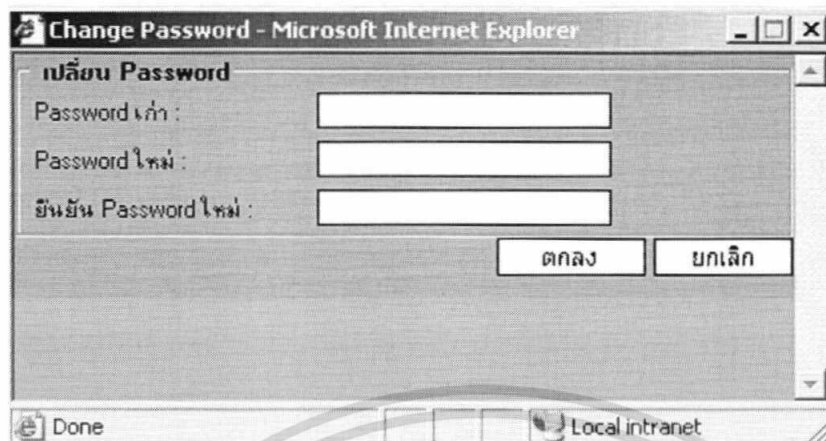 Change Password - Microsoft Internet Explorer
เปลี่ยน Password
Password เก่า :
Password ใหม่ :
ยืนยัน Password ใหม่ :
ตกลง ยกเลิก
Done Local intranet